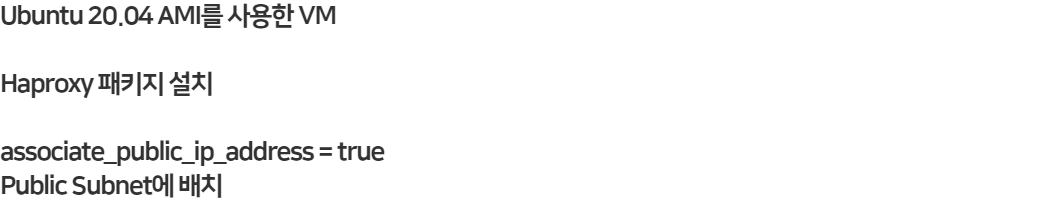 Ubuntu 20.04 AMI를 사용한 VM
Haproxy 패키지 설치
associate_public_ip_address = true
Public Subnet에 배치